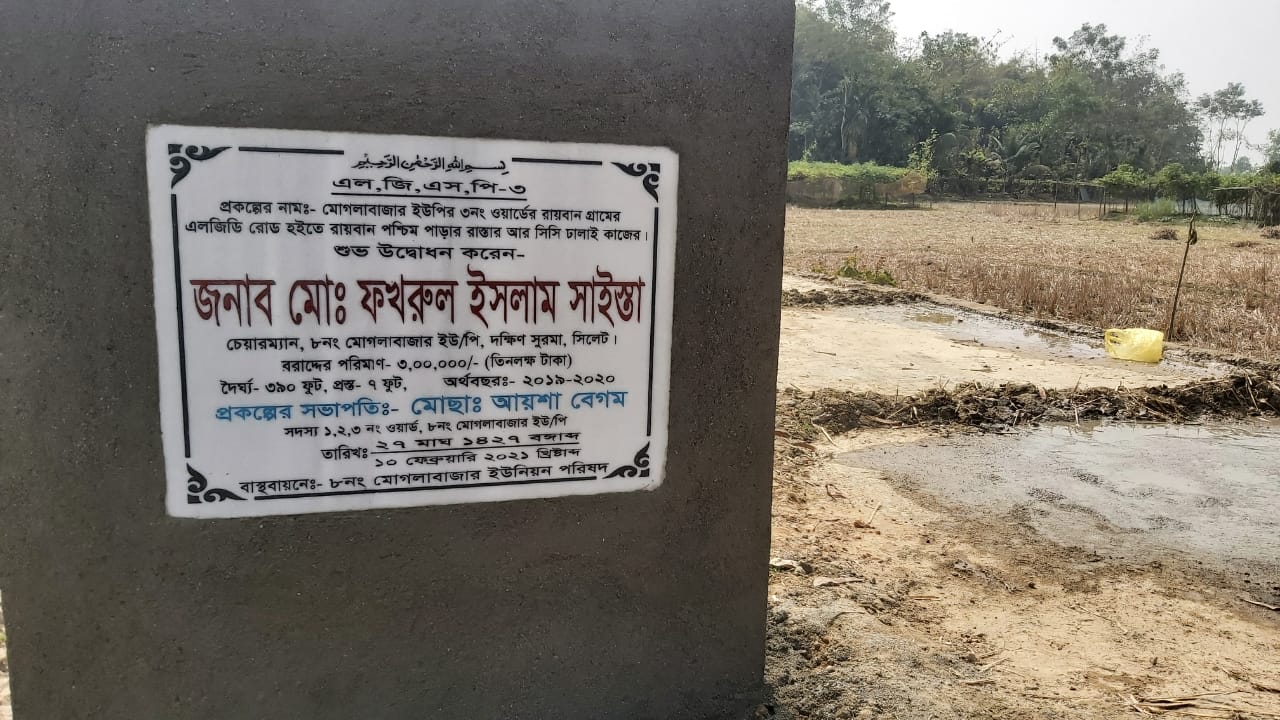 بسم الله الرحمن الرحيم
এল,জি,এস,পি-৩
প্রকল্পের নামঃ- মোগলাবাজার ইউপির ৩নং ওয়ার্ডের রায়বান গ্রামের
এলজিডি রোড হইতে রায়বান পশ্চিম পাড়ার রাস্তার আর সিসি ঢালাই কাজের।
শুভ উদ্বোধন করেন-
জনাব মোঃ ফখরুল ইসলাম সাইস্তা
চেয়ারম্যান, ৮নং মোগলাবাজার ইউ/পি, দক্ষিণ সুরমা, সিলেট।
বরাদ্দের পরিমাণ- ৩,০০,০০০/- (তিনলক্ষ টাকা)
দৈর্ঘ্য- ৩৯০ ফুট, প্রস্ত- ৭ ফুট, অর্থবছরঃ- ২০১৯-২০২০
প্রকল্পের সভাপতিঃ- মোছাঃ আয়শা বেগম
সদস্য ১,২,৩ নং ওয়ার্ড, ৮নং মোগলাবাজার ইউ/পি
তারিখঃ ২৭ মাঘ ১৪২৭ বঙ্গাব্দ
১০ ফেব্রুয়ারি ২০২১ খ্রিষ্টাব্দ
বাস্থবায়নেঃ- ৮নং মোগলাবাজার ইউনিয়ন পরিষদ